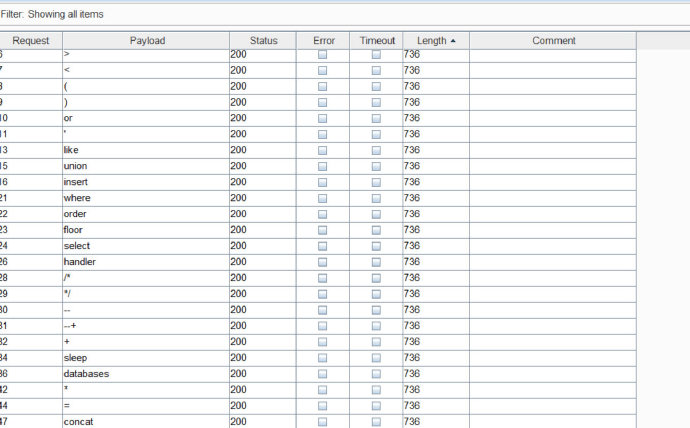 Filter: Showing all items
Request Payload Status Error Timeout Length Comment
6 > 200 736
7 < 200 736
8 ( 200 736
9 ) 200 736
10 or 200 736
11 ' 200 736
13 like 200 736
15 union 200 736
16 insert 200 736
21 where 200 736
22 order 200 736
23 floor 200 736
24 select 200 736
26 handler 200 736
28 /* 200 736
29 */ 200 736
30 -- 200 736
31 --+ 200 736
32 + 200 736
34 sleep 200 736
36 databases 200 736
42 * 200 736
44 = 200 736
47 concat 200 736